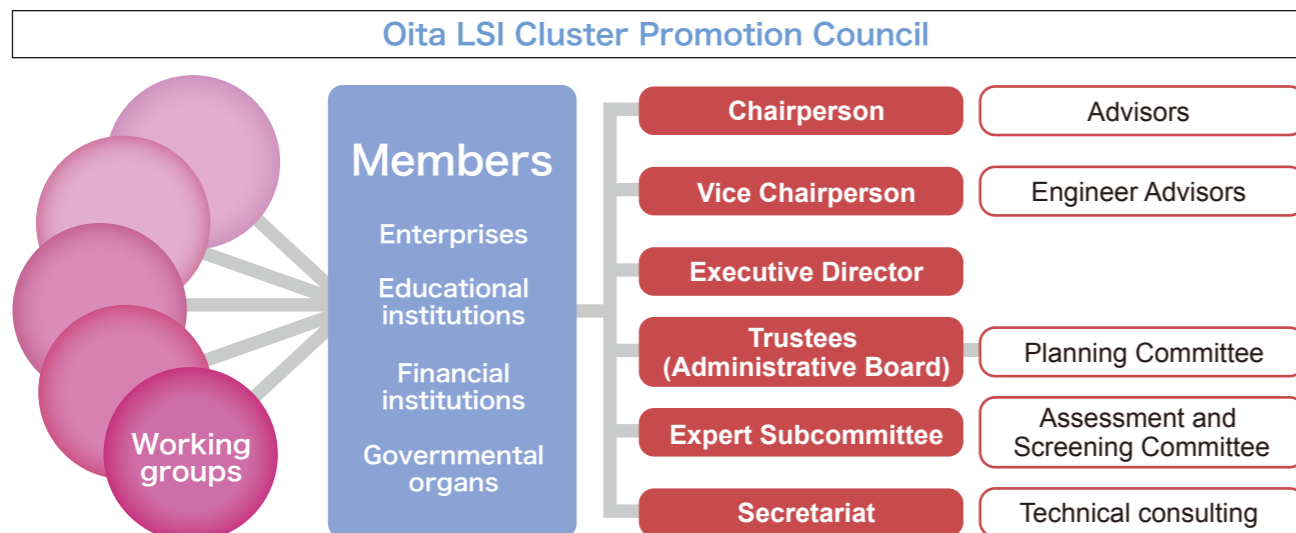 Oita LSI Cluster Promotion Council
Working
groups
Members
Enterprises
Educational
institutions
Financial
institutions
Governmental
organs
Chairperson
Advisors
Vice Chairperson
Engineer Advisors
Executive Director
Trustees
(Administrative Board)
Planning Committee
Expert Subcommittee
Assessment and
Screening Committee
Secretariat
Technical consulting